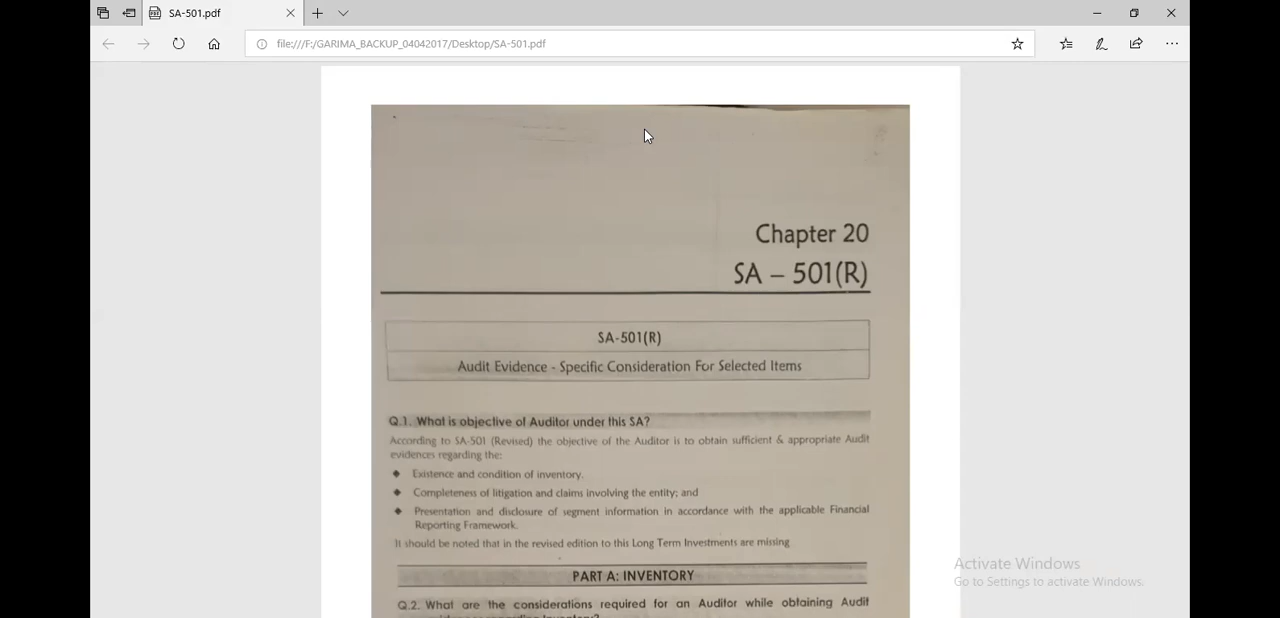 SA-501.pdf
file:///F:/GARIMA_BACKUP_04042017/Desktop/SA-501.pdf
Chapter 20
SA – 501(R)
SA-501(R)
Audit Evidence - Specific Consideration For Selected Items
Q.1. What is objective of Auditor under this SA?
According to SA-501 (Revised) the objective of the Auditor is to obtain sufficient & appropriate Audit
evidences regarding the:
Existence and condition of inventory.
Completeness of litigation and claims involving the entity; and
Presentation and disclosure of segment information in accordance with the applicable Financial
Reporting Framework.
It should be noted that in the revised edition to this Long Term Investments are missing
PART A: INVENTORY
Q.2. What are the considerations required for an Auditor while obtaining Audit
Activate Windows
Go to Settings to activate Windows.